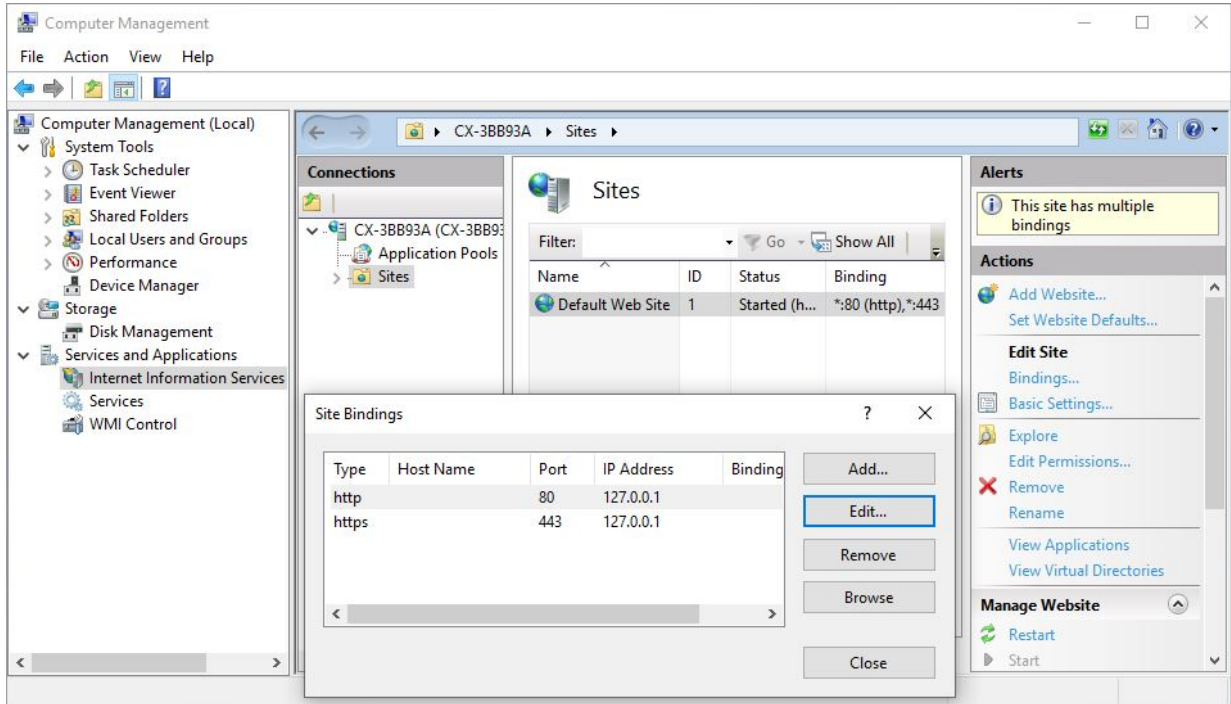 Computer Management
File Action View Help
Computer Management (Local)
System Tools
Task Scheduler
Event Viewer
Shared Folders
Local Users and Groups
Performance
Device Manager
Storage
Disk Management
Services and Applications
Internet Information Services
Services
WMI Control
CX-3BB93A Sites
Connections
CX-3BB93A (CX-3BB93
Application Pools
Sites
Sites
Filter: Go Show All
Name ID Status Binding
Default Web Site 1 Started (h... *:80 (http),*:443
Alerts
This site has multiple
bindings
Actions
Add Website...
Set Website Defaults...
Edit Site
Bindings...
Basic Settings...
Explore
Edit Permissions...
Remove
Rename
View Applications
View Virtual Directories
Manage Website
Restart
Start
Site Bindings ?
Type Host Name Port IP Address Binding
http 80 127.0.0.1
https 443 127.0.0.1
Add...
Edit...
Remove
Browse
Close